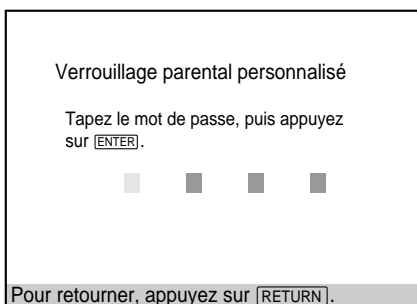 Verrouillage parental personnalisé
Tapez le mot de passe, puis appuyez
sur ENTER.
Pour retourner, appuyez sur RETURN.